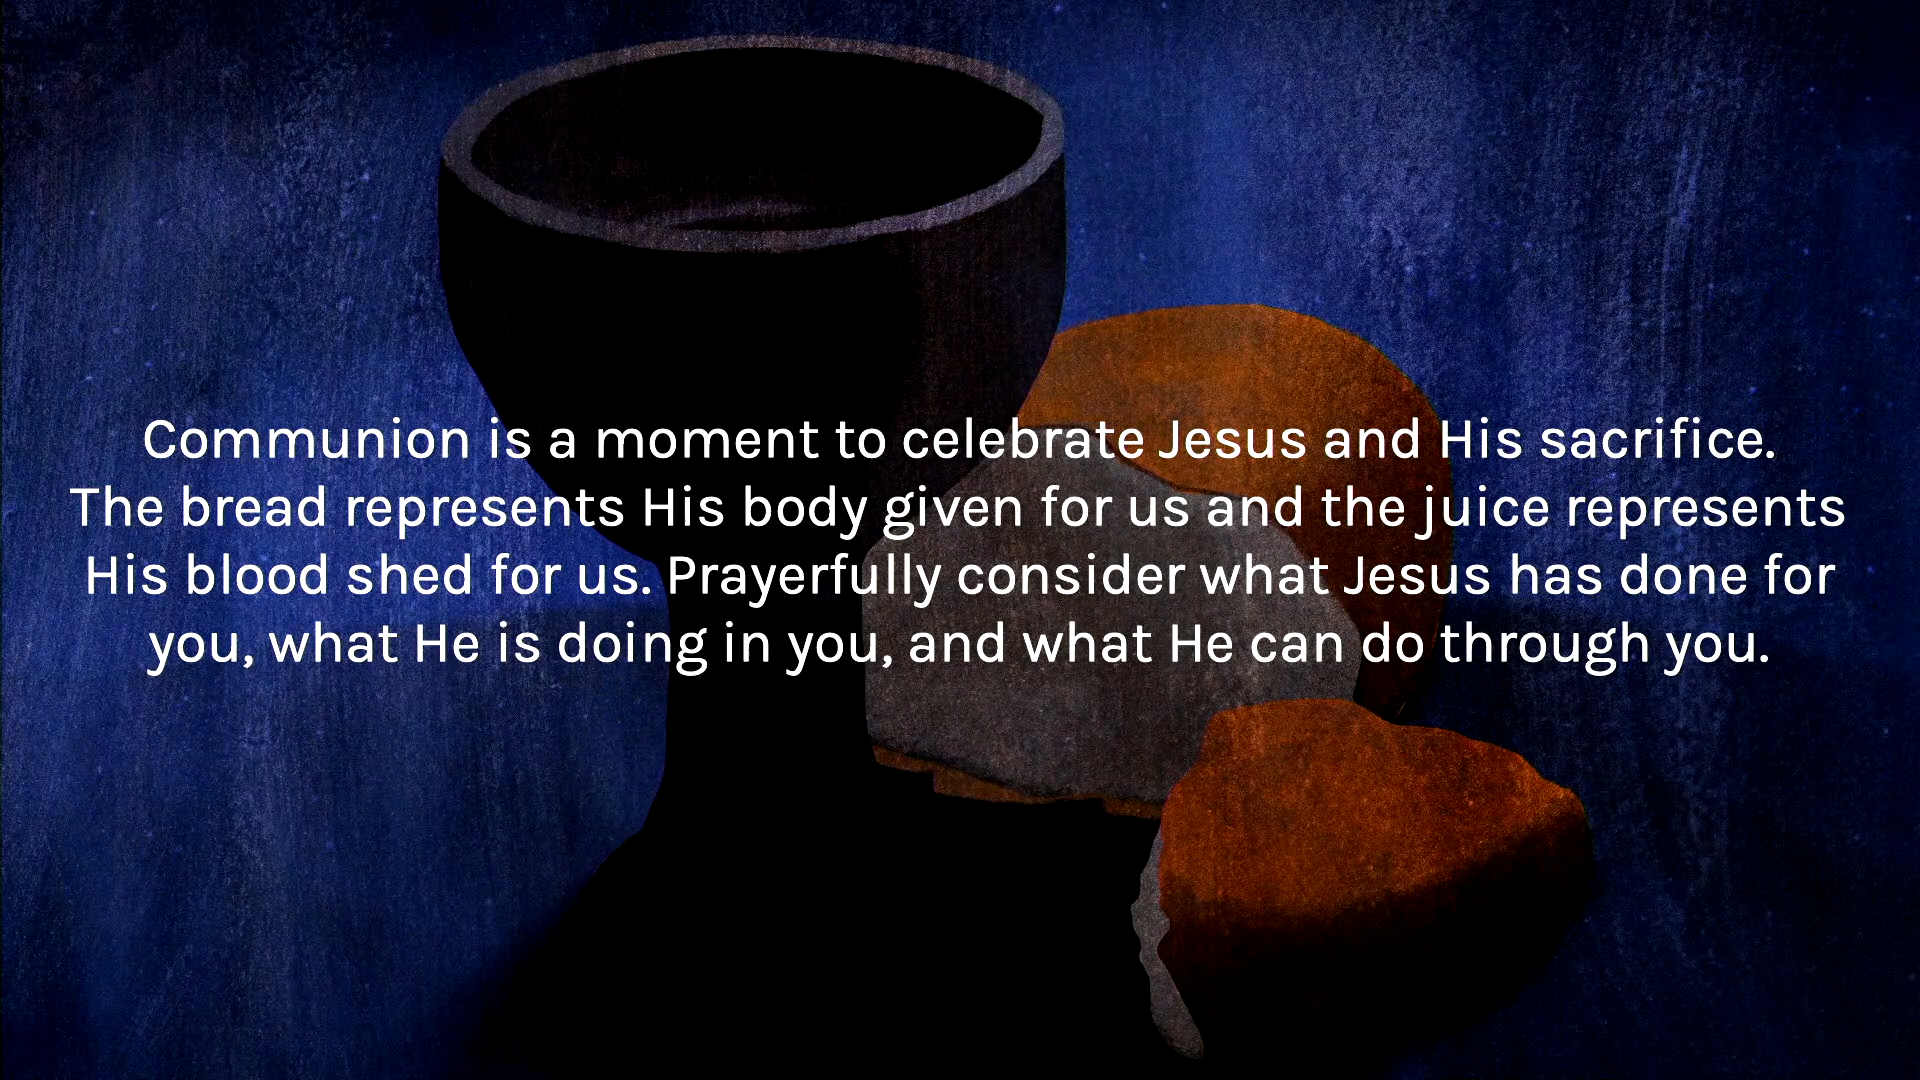 Communion is a moment to celebrate Jesus and His sacrifice.
The bread represents His body given for us and the juice represents
His blood shed for us. Prayerfully consider what Jesus has done for
you, what He is doing in you, and what He can do through you.